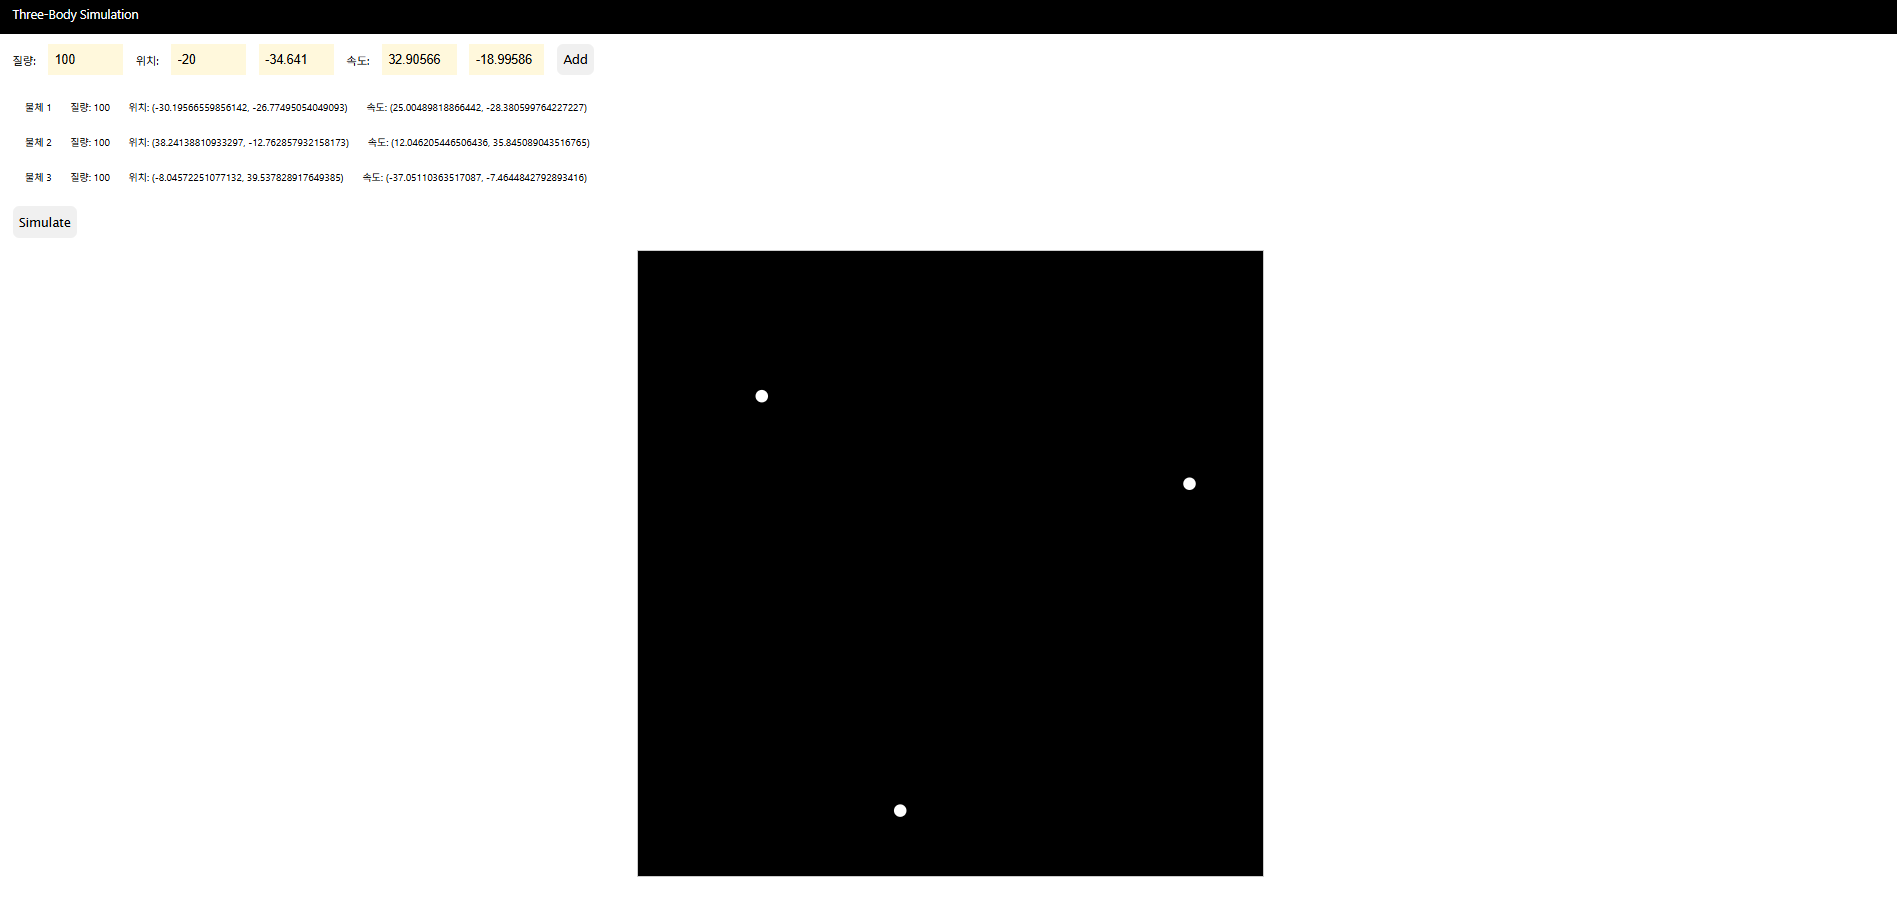 Three-Body Simulation
질량: 100 위치: -20 -34.641 속도: 32.90566 -18.99586 Add
물체 1 질량: 100 위치: (-30.19566559856142, -26.77495054049093) 속도: (25.00489818866442, -28.380599764227227)
물체 2 질량: 100 위치: (38.24138810933297, -12.762857932158173) 속도: (12.046205446506436, 35.845089043516765)
물체 3 질량: 100 위치: (-8.04572251077132, 39.537828917649385) 속도: (-37.05110363517087, -7.4644842792893416)
Simulate